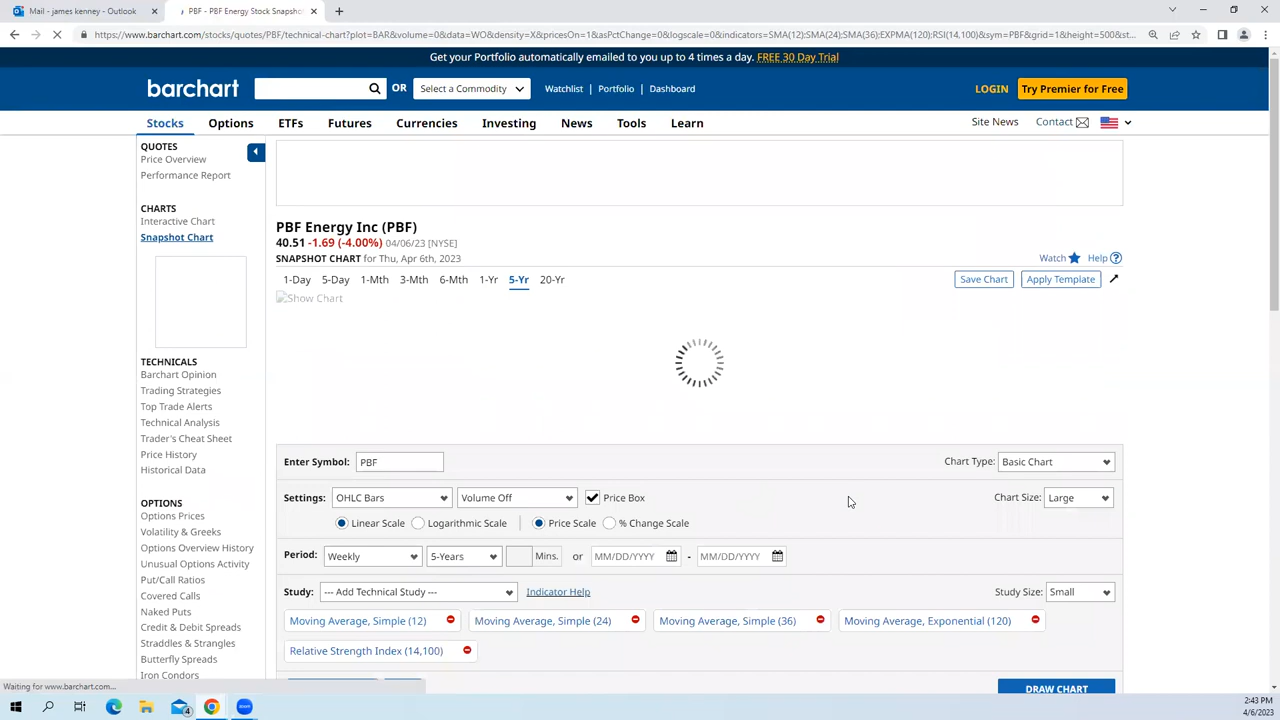 Mail - james kenney - Outlook
PBF - PBF Energy Stock Snapshot
https://www.barchart.com/stocks/quotes/PBF/technical-chart?plot=BAR&volume=0&data=WO&density=X&pricesOn=1&asPctChange=0&logscale=0&indicators=SMA(12);SMA(24);SMA(36);EXPMA(120);RSI(14,100)&sym=PBF&grid=1&height=500&st...
Get your Portfolio automatically emailed to you up to 4 times a day. FREE 30 Day Trial
barchart OR Select a Commodity Watchlist Portfolio Dashboard LOGIN Try Premier for Free
Stocks Options ETFs Futures Currencies Investing News Tools Learn Site News Contact
QUOTES
Price Overview
Performance Report
CHARTS
Interactive Chart
Snapshot Chart
TECHNICALS
Barchart Opinion
Trading Strategies
Top Trade Alerts
Technical Analysis
Trader's Cheat Sheet
Price History
Historical Data
OPTIONS
Options Prices
Volatility & Greeks
Options Overview History
Unusual Options Activity
Put/Call Ratios
Covered Calls
Naked Puts
Credit & Debit Spreads
Straddles & Strangles
Butterfly Spreads
Iron Condors
PBF Energy Inc (PBF)
40.51 -1.69 (-4.00%) 04/06/23 [NYSE]
SNAPSHOT CHART for Thu, Apr 6th, 2023
Watch Help
1-Day 5-Day 1-Mth 3-Mth 6-Mth 1-Yr 5-Yr 20-Yr Save Chart Apply Template
Show Chart
Enter Symbol: PBF Chart Type: Basic Chart
Settings: OHLC Bars Volume Off Price Box Chart Size: Large
Linear Scale Logarithmic Scale Price Scale % Change Scale
Period: Weekly 5-Years Mins. or MM/DD/YYYY - MM/DD/YYYY
Study: --- Add Technical Study --- Indicator Help Study Size: Small
Moving Average, Simple (12) Moving Average, Simple (24) Moving Average, Simple (36) Moving Average, Exponential (120)
Relative Strength Index (14,100)
DRAW CHART
Waiting for www.barchart.com...
4
zoom
2:43 PM
4/6/2023